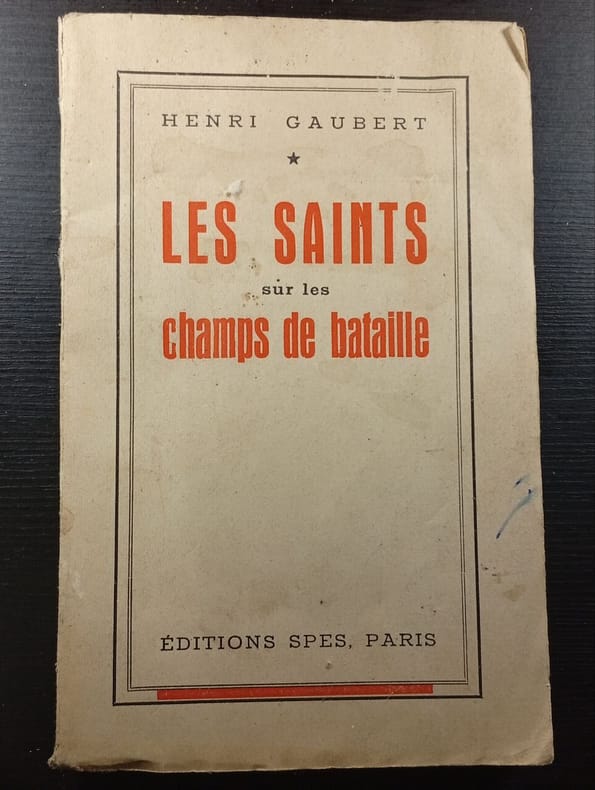 HENRI GAUBERT
★
LES SAINTS
sur les
champs de bataille
ÉDITIONS SPES, PARIS